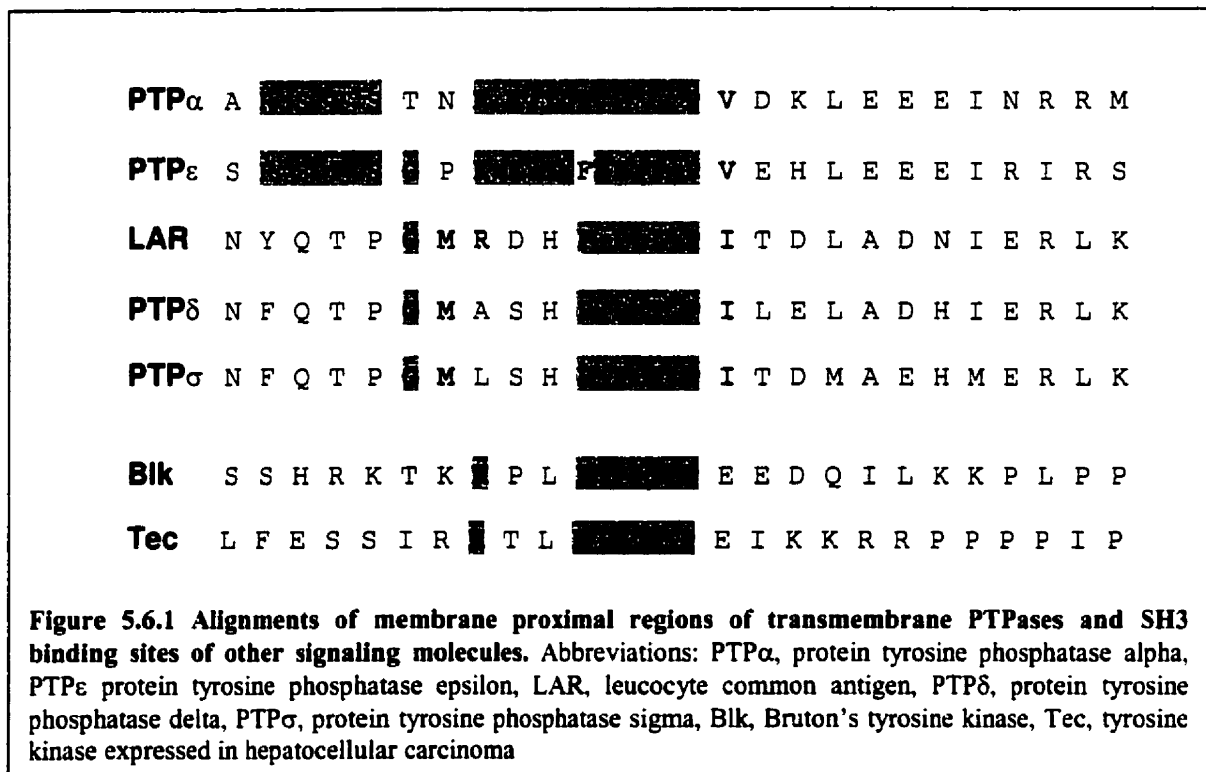 PTPα A T N V D K L E E E I N R R M
PTPε S G P P V E H L E E E I R I R S
LAR N Y Q T P G M R D H I T D L A D N I E R L K
PTPδ N F Q T P G M A S H I L E L A D H I E R L K
PTPσ N F Q T P G M L S H I T D M A E H M E R L K
Blk S S H R K T K P L E E D Q I L K K P L P P
Tec L F E S S I R T L E I K K R R P P P P I P
Figure 5.6.1 Alignments of membrane proximal regions of transmembrane PTPases and SH3
binding sites of other signaling molecules. Abbreviations: PTPα, protein tyrosine phosphatase alpha,
PTPε protein tyrosine phosphatase epsilon, LAR, leucocyte common antigen, PTPδ, protein tyrosine
phosphatase delta, PTPσ, protein tyrosine phosphatase sigma, Blk, Bruton's tyrosine kinase, Tec, tyrosine
kinase expressed in hepatocellular carcinoma